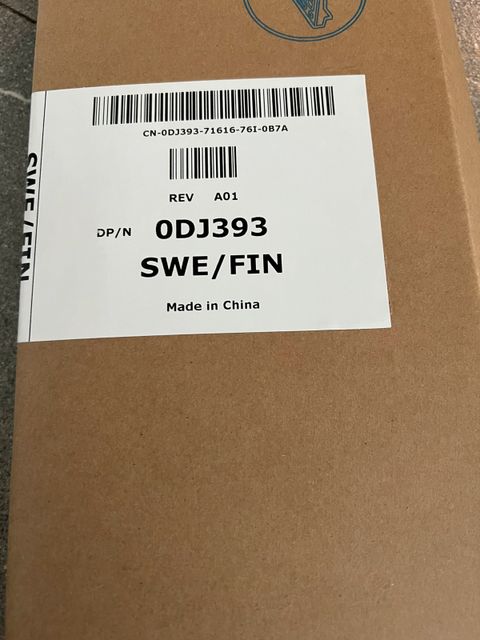 CN-0DJ393-71616-76I-0B7A
REV A01
DP/N 0DJ393
SWE/FIN
Made in China
SWE/FIN